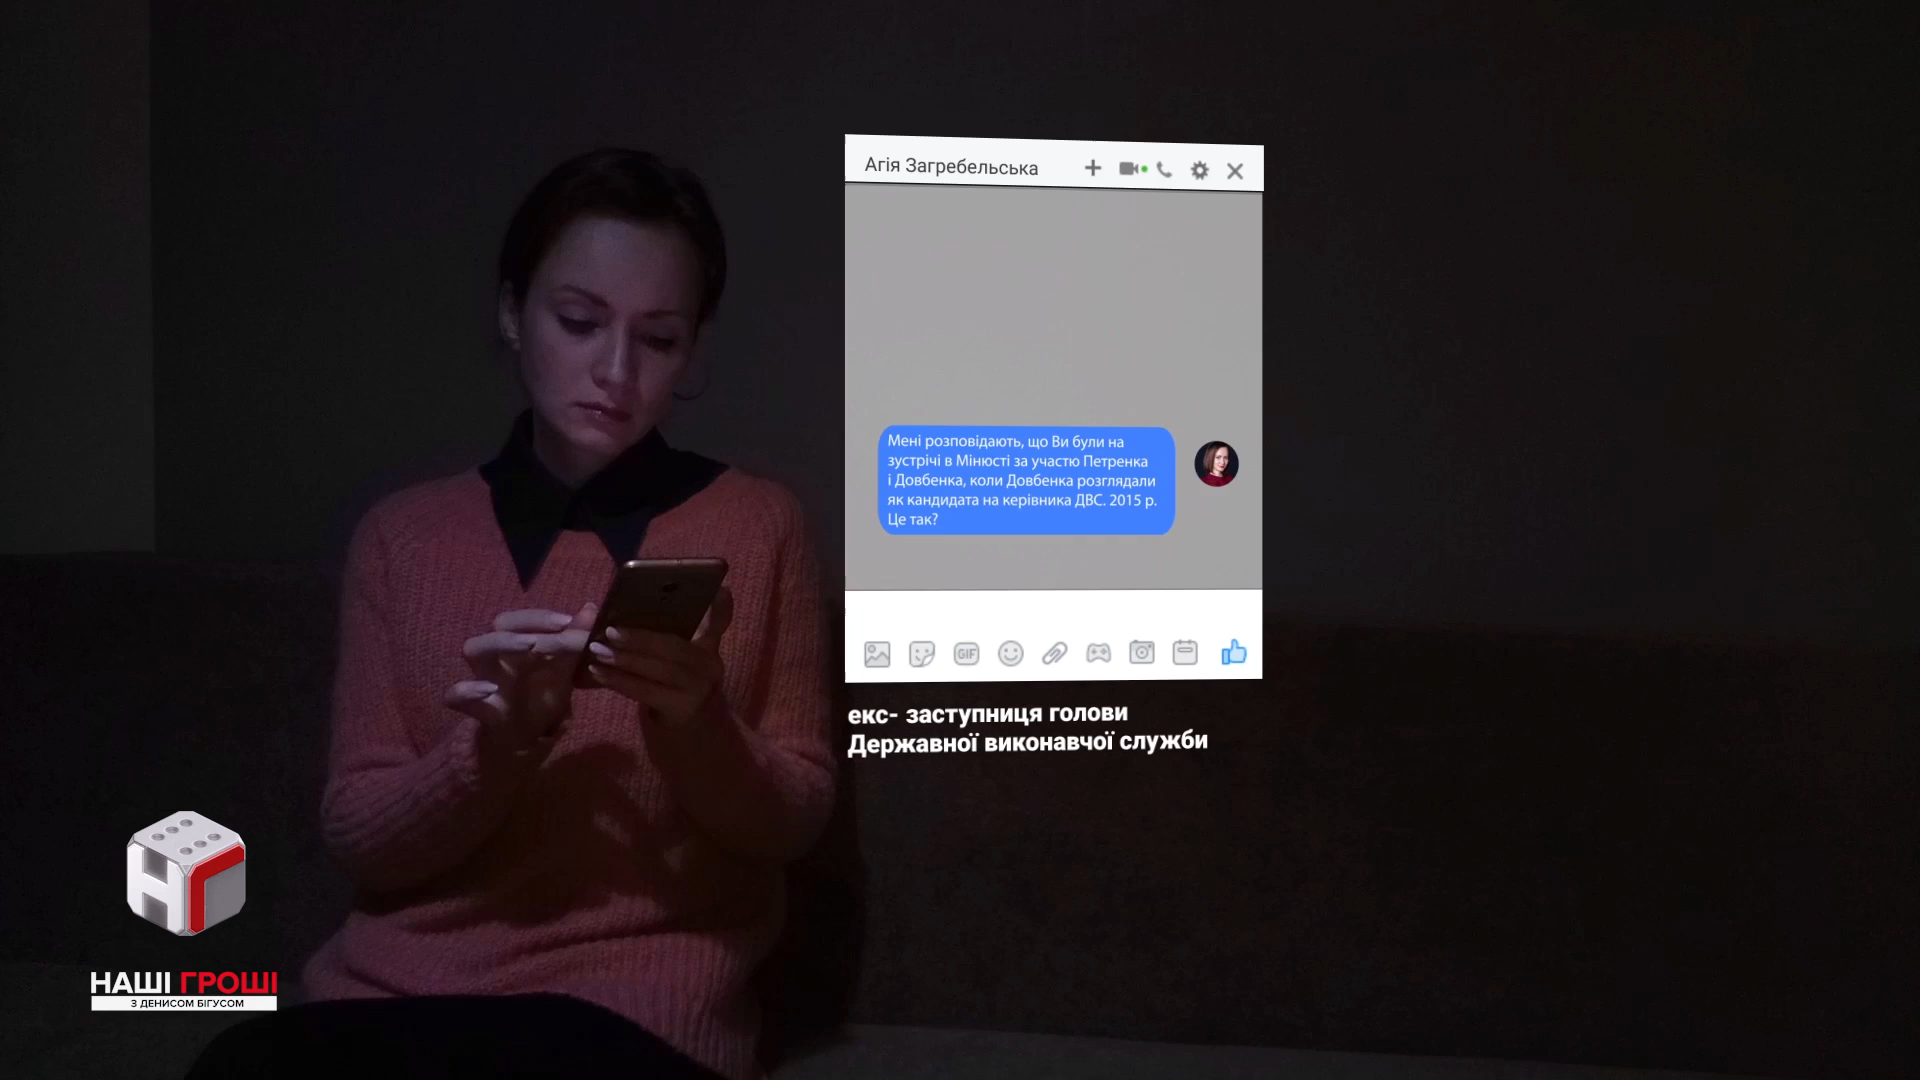 Агія Загребельська
Мені розповідають, що Ви були на
зустрічі в Мінюсті за участю Петренка
і Довбенка, коли Довбенка розглядали
як кандидата на керівника ДВС. 2015 р.
Це так?
GIF
екс- заступниця голови
Державної виконавчої служби
НГ
НАШІ ГРОШІ
З ДЕНИСОМ БІГУСОМ